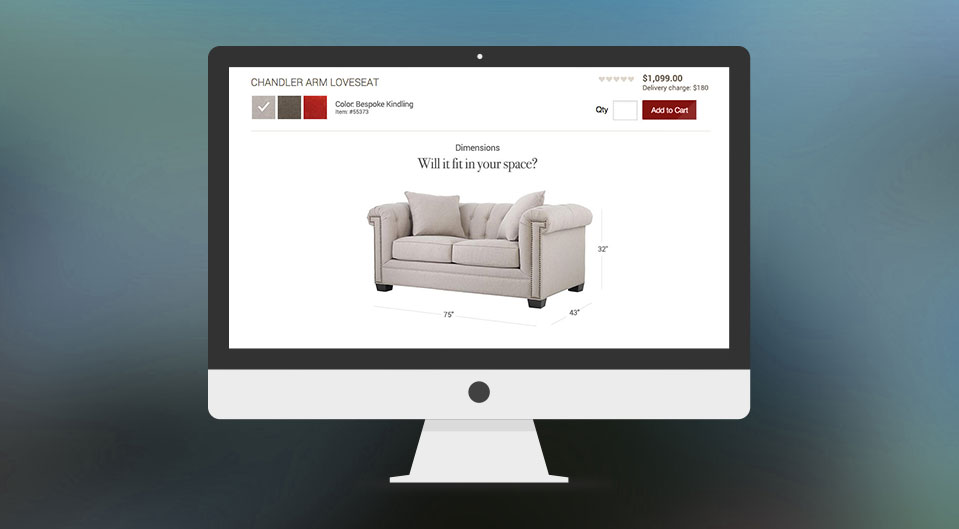 CHANDLER ARM LOVESEAT
$1,099.00
Delivery charge: $180
Color: Bespoke Kindling
Item: #55373
Qty
Add to Cart
Dimensions
Will it fit in your space?
32"
75"
43"